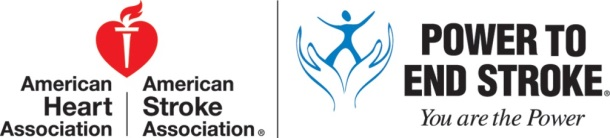 American
Heart
Association
American
Stroke
Association®
POWER TO
END STROKE®
You are the Power